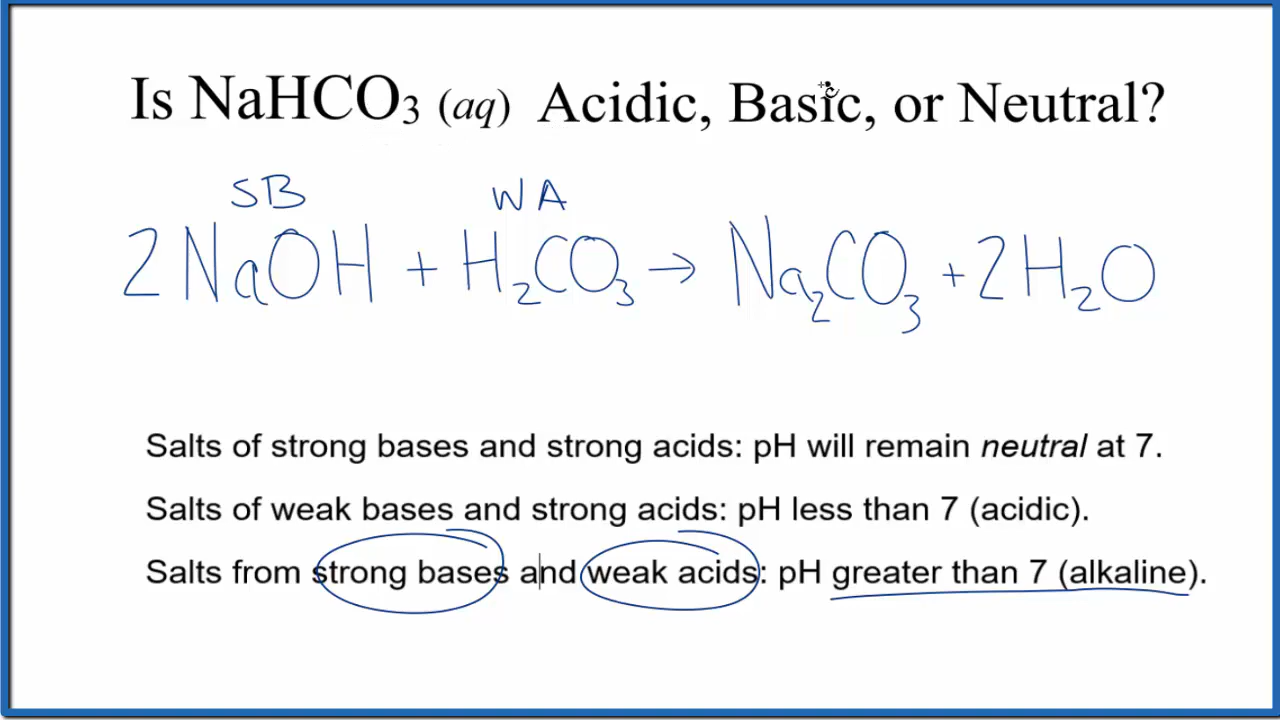 Is NaHCO₃ (aq) Acidic, Basic, or Neutral?
SB WA
2NaOH + H₂CO₃ → Na₂CO₃ + 2H₂O
Salts of strong bases and strong acids: pH will remain neutral at 7.
Salts of weak bases and strong acids: pH less than 7 (acidic).
Salts from strong bases and weak acids: pH greater than 7 (alkaline).